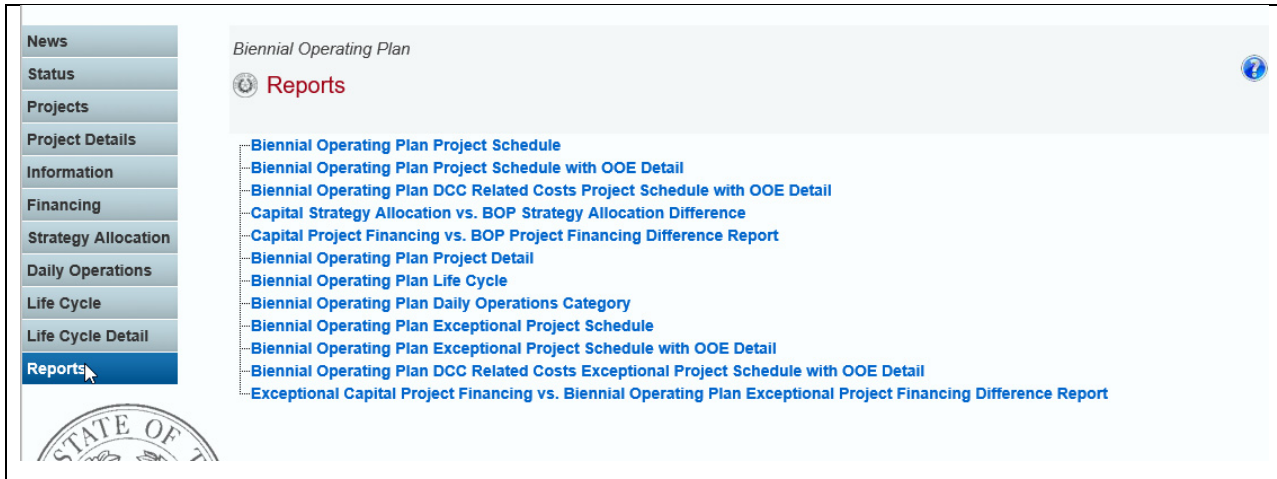 News
Status
Projects
Project Details
Information
Financing
Strategy Allocation
Daily Operations
Life Cycle
Life Cycle Detail
Reports
STATE OF
Biennial Operating Plan
Reports
?
Biennial Operating Plan Project Schedule
Biennial Operating Plan Project Schedule with OOE Detail
Biennial Operating Plan DCC Related Costs Project Schedule with OOE Detail
Capital Strategy Allocation vs. BOP Strategy Allocation Difference
Capital Project Financing vs. BOP Project Financing Difference Report
Biennial Operating Plan Project Detail
Biennial Operating Plan Life Cycle
Biennial Operating Plan Daily Operations Category
Biennial Operating Plan Exceptional Project Schedule
Biennial Operating Plan Exceptional Project Schedule with OOE Detail
Biennial Operating Plan DCC Related Costs Exceptional Project Schedule with OOE Detail
Exceptional Capital Project Financing vs. Biennial Operating Plan Exceptional Project Financing Difference Report